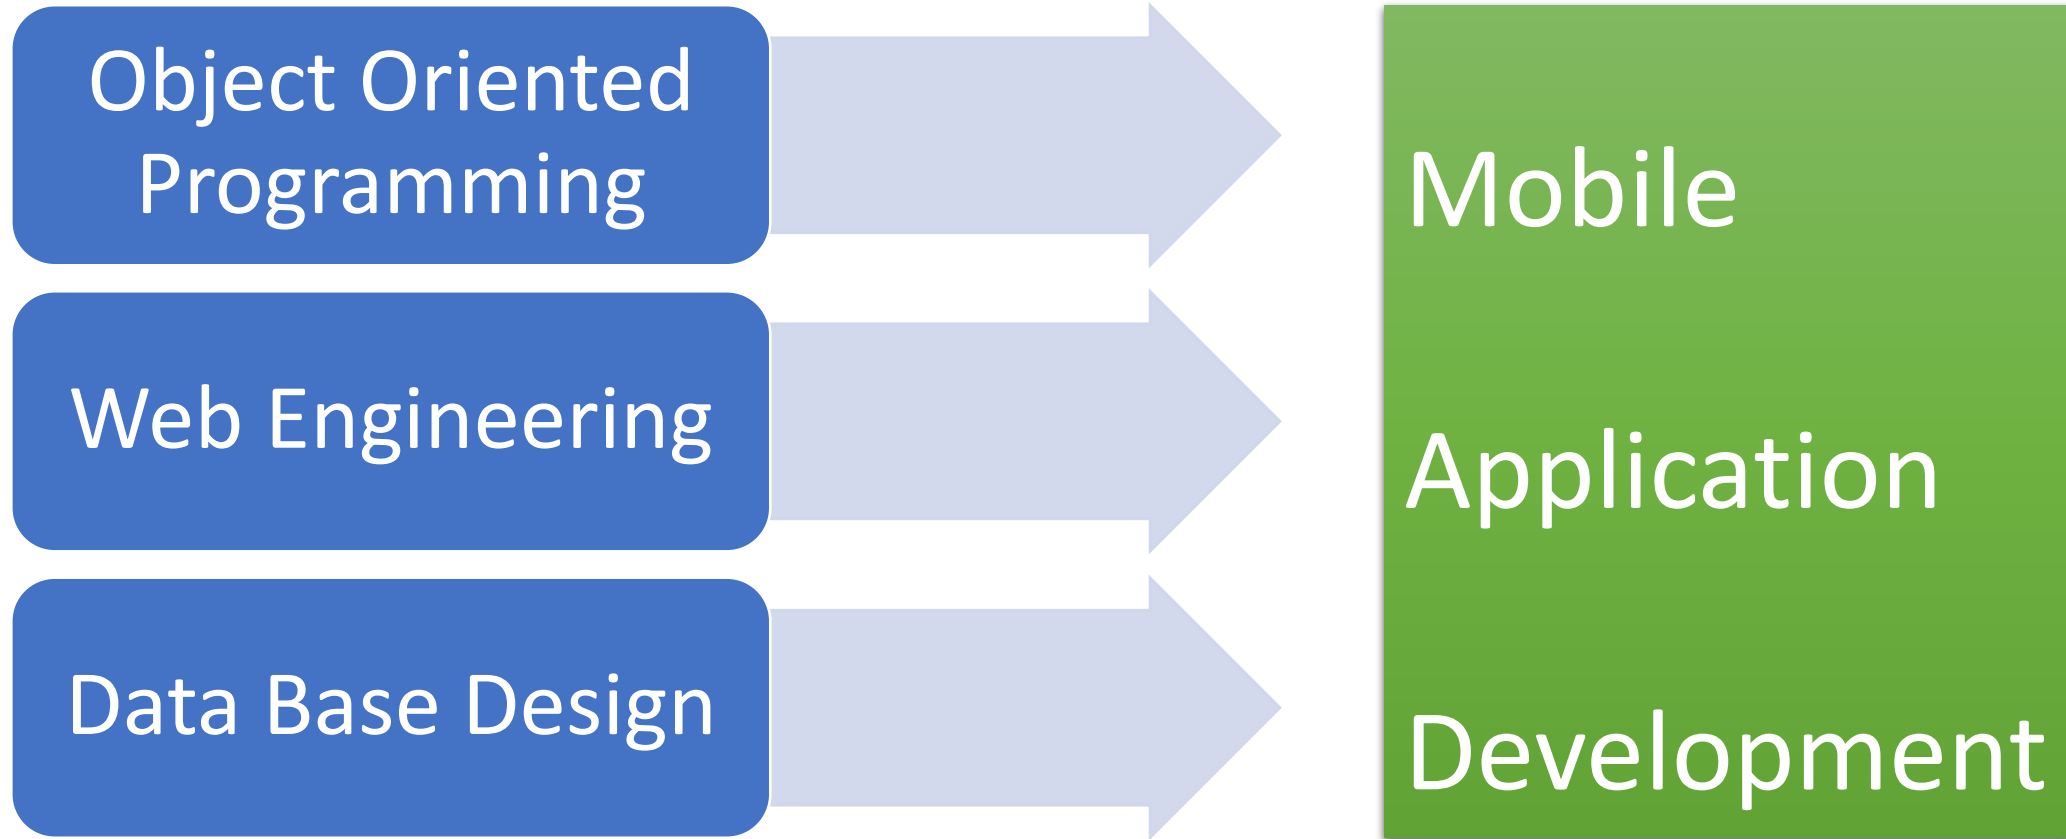 Object Oriented
Programming
Web Engineering
Data Base Design
Mobile
Application
Development